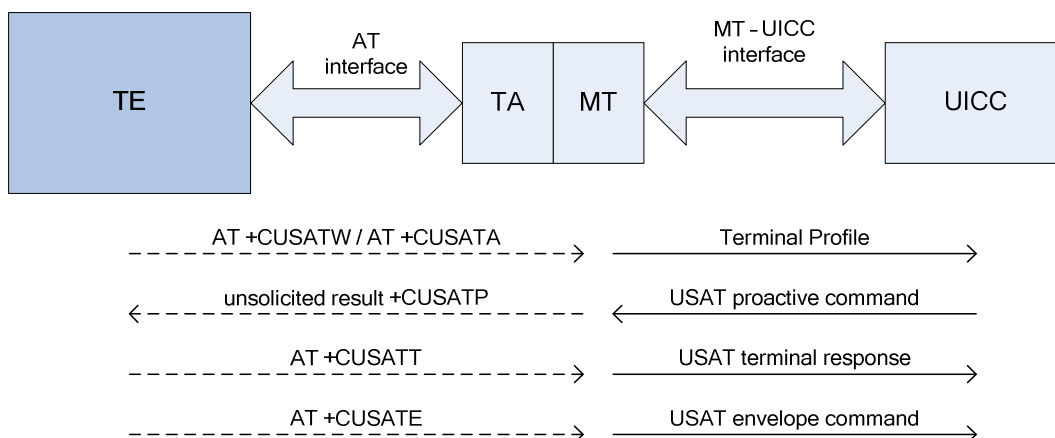 TE
AT
interface
TA
MT
MT - UICC
interface
UICC
AT +CUSATW / AT +CUSATA
Terminal Profile
unsolicited result +CUSATP
USAT proactive command
AT +CUSATT
USAT terminal response
AT +CUSATE
USAT envelope command